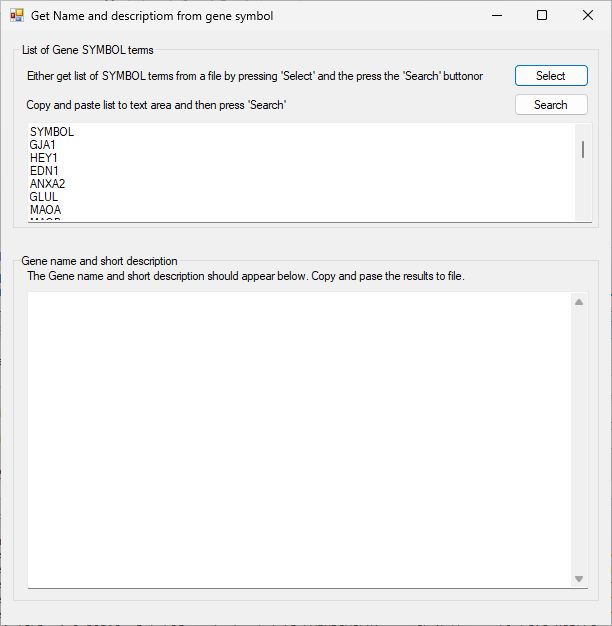 Get Name and descriptiom from gene symbol
List of Gene SYMBOL terms
Either get list of SYMBOL terms from a file by pressing 'Select' and the press the 'Search' buttonor
Select
Copy and paste list to text area and then press 'Search'
Search
SYMBOL
GJA1
HEY1
EDN1
ANXA2
GLUL
MAOA
Gene name and short description
The Gene name and short description should appear below. Copy and pase the results to file.